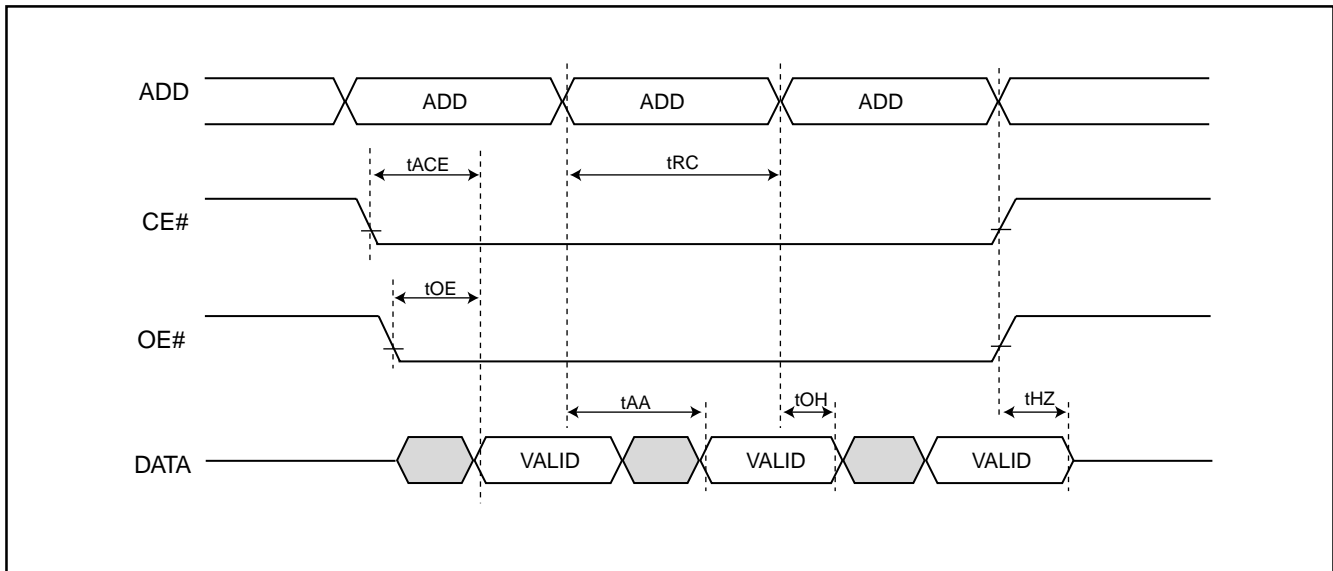 ADD
ADD
ADD
ADD
tACE
tRC
CE#
tOE
OE#
tAA
tOH
tHZ
DATA
VALID
VALID
VALID